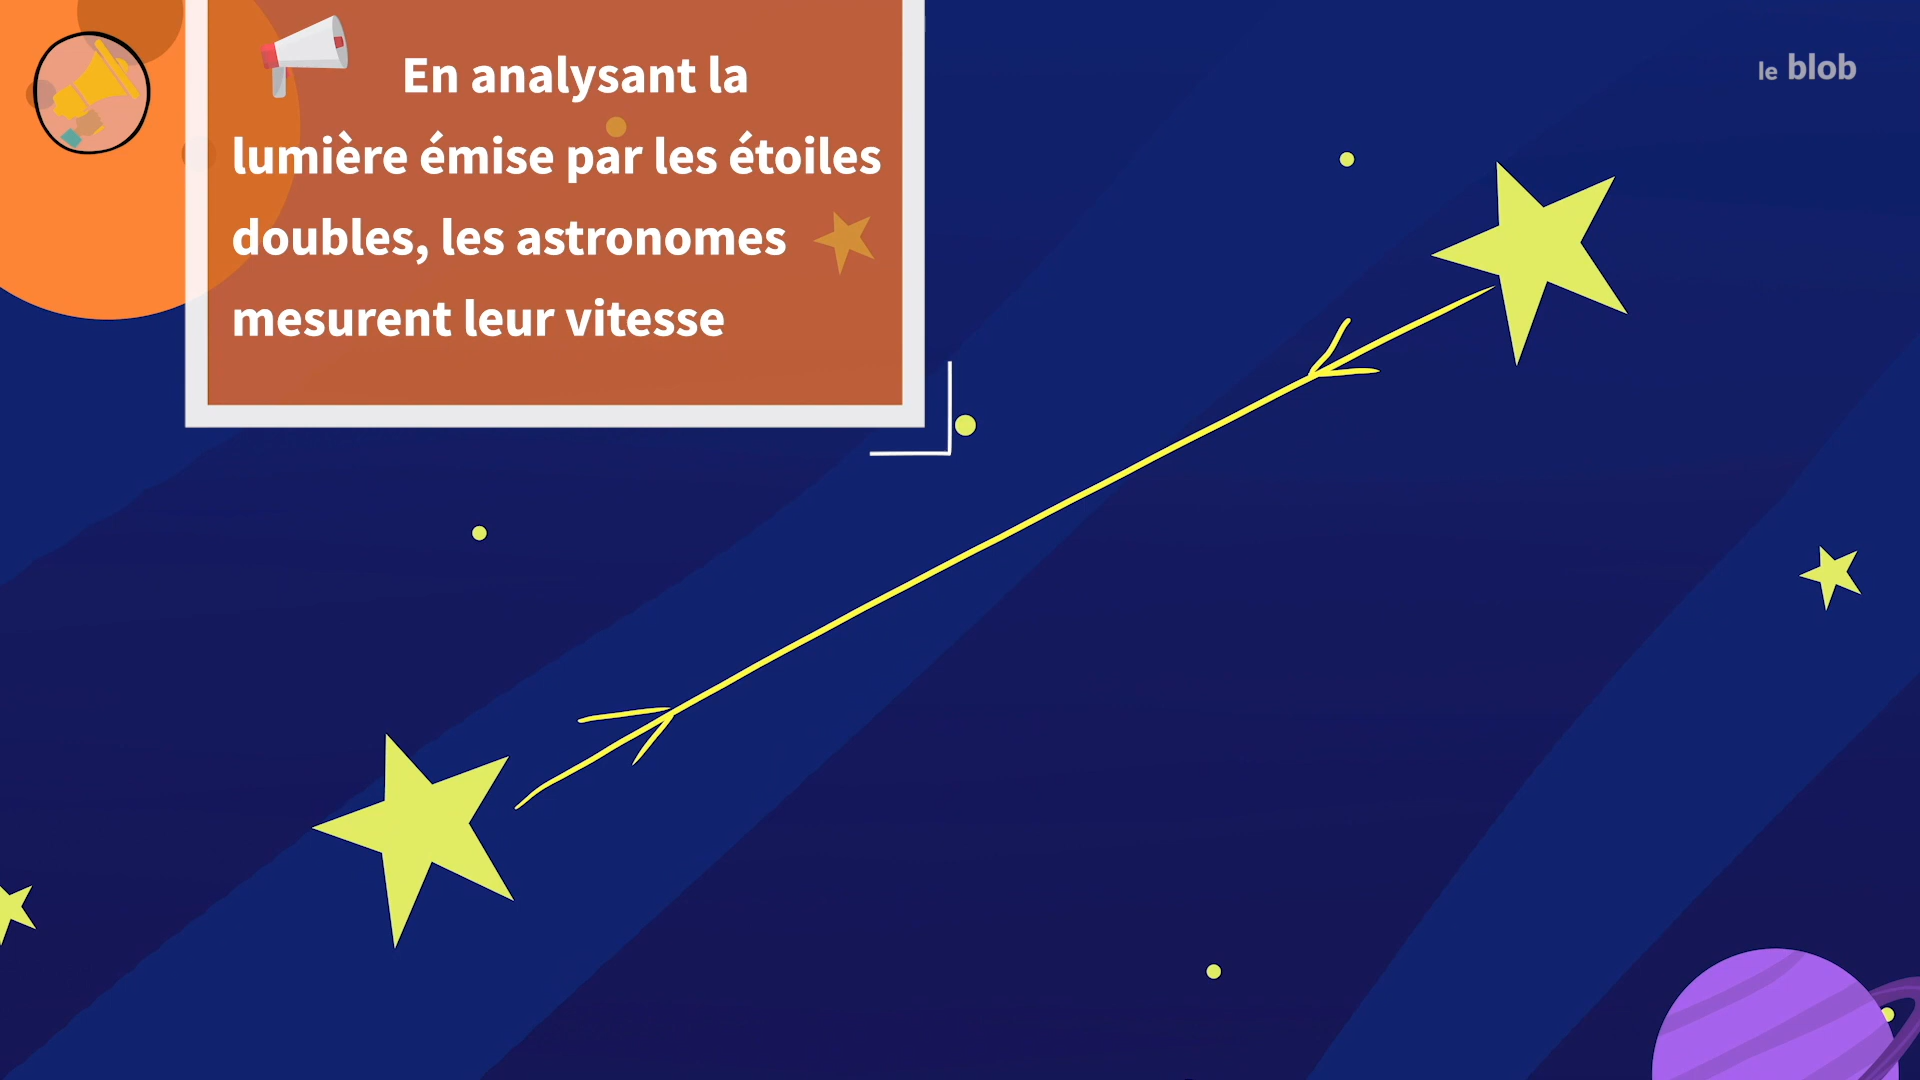 En analysant la
lumière émise par les étoiles
doubles, les astronomes
mesurent leur vitesse
le blob